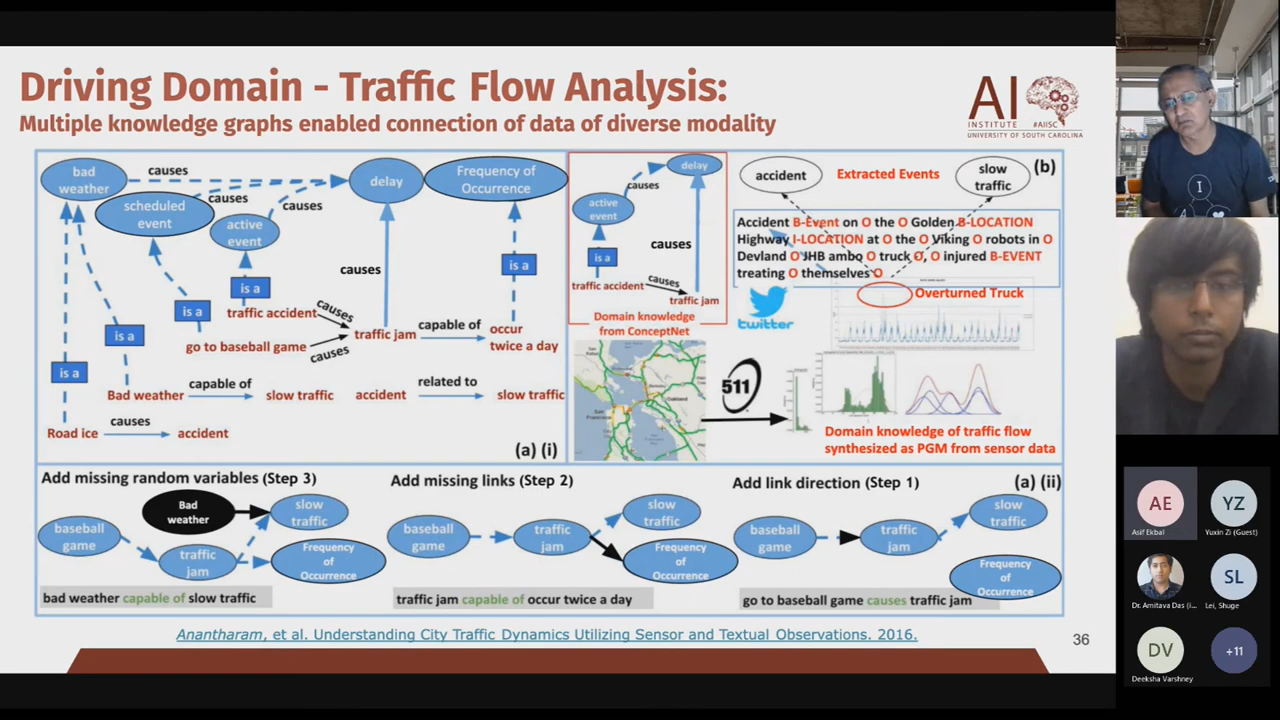 Driving Domain - Traffic Flow Analysis:
Multiple knowledge graphs enabled connection of data of diverse modality
AI
INSTITUTE
#AIISC
UNIVERSITY OF SOUTH CAROLINA
bad
weather
causes
scheduled
event
causes
active
event
causes
delay
Frequency of
Occurrence
is a
is a
is a
is a
is a
causes
traffic accident
causes
go to baseball game
causes
traffic jam
capable of
occur
twice a day
Bad weather
capable of
slow traffic
accident
related to
slow traffic
Road ice
causes
accident
(a) (i)
delay
causes
active
event
is a
causes
traffic accident
causes
traffic jam
Domain knowledge
from ConceptNet
accident
Extracted Events
slow
traffic
(b)
Accident B-Event on O the O Golden B-LOCATION
Highway I-LOCATION at O the O Viking O robots in O
Devland O JHB ambo O truck O, O injured B-EVENT
treating O themselves O
twitter
Overturned Truck
511
Domain knowledge of traffic flow
synthesized as PGM from sensor data
Add missing random variables (Step 3)
Bad
weather
slow
traffic
baseball
game
traffic
jam
Frequency
of
Occurrence
bad weather capable of slow traffic
Add missing links (Step 2)
slow
traffic
baseball
game
traffic
jam
Frequency
of
Occurrence
traffic jam capable of occur twice a day
Add link direction (Step 1)
(a) (ii)
slow
traffic
baseball
game
traffic
jam
Frequency
of
Occurrence
go to baseball game causes traffic jam
Anantharam, et al. Understanding City Traffic Dynamics Utilizing Sensor and Textual Observations. 2016.
36
AE
Asif Ekbal
YZ
Yuxin Zi (Guest)
Dr. Amitava Das (i...
SL
Lei, Shuge
DV
Deeksha Varshney
+11